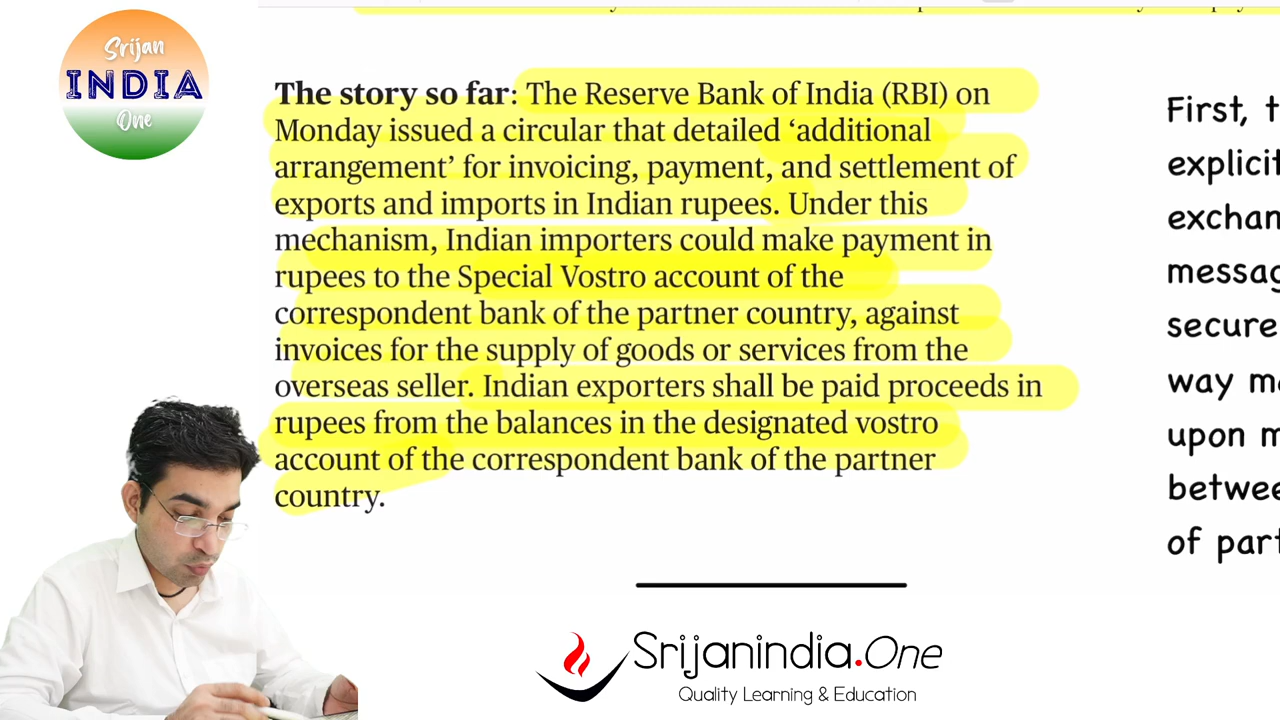 Srijan
INDIA
One
The story so far: The Reserve Bank of India (RBI) on
Monday issued a circular that detailed ‘additional
arrangement’ for invoicing, payment, and settlement of
exports and imports in Indian rupees. Under this
mechanism, Indian importers could make payment in
rupees to the Special Vostro account of the
correspondent bank of the partner country, against
invoices for the supply of goods or services from the
overseas seller. Indian exporters shall be paid proceeds in
rupees from the balances in the designated vostro
account of the correspondent bank of the partner
country.
First,
explicit
message
secure
way
upon
of
Srijanindia.One
Quality Learning & Education